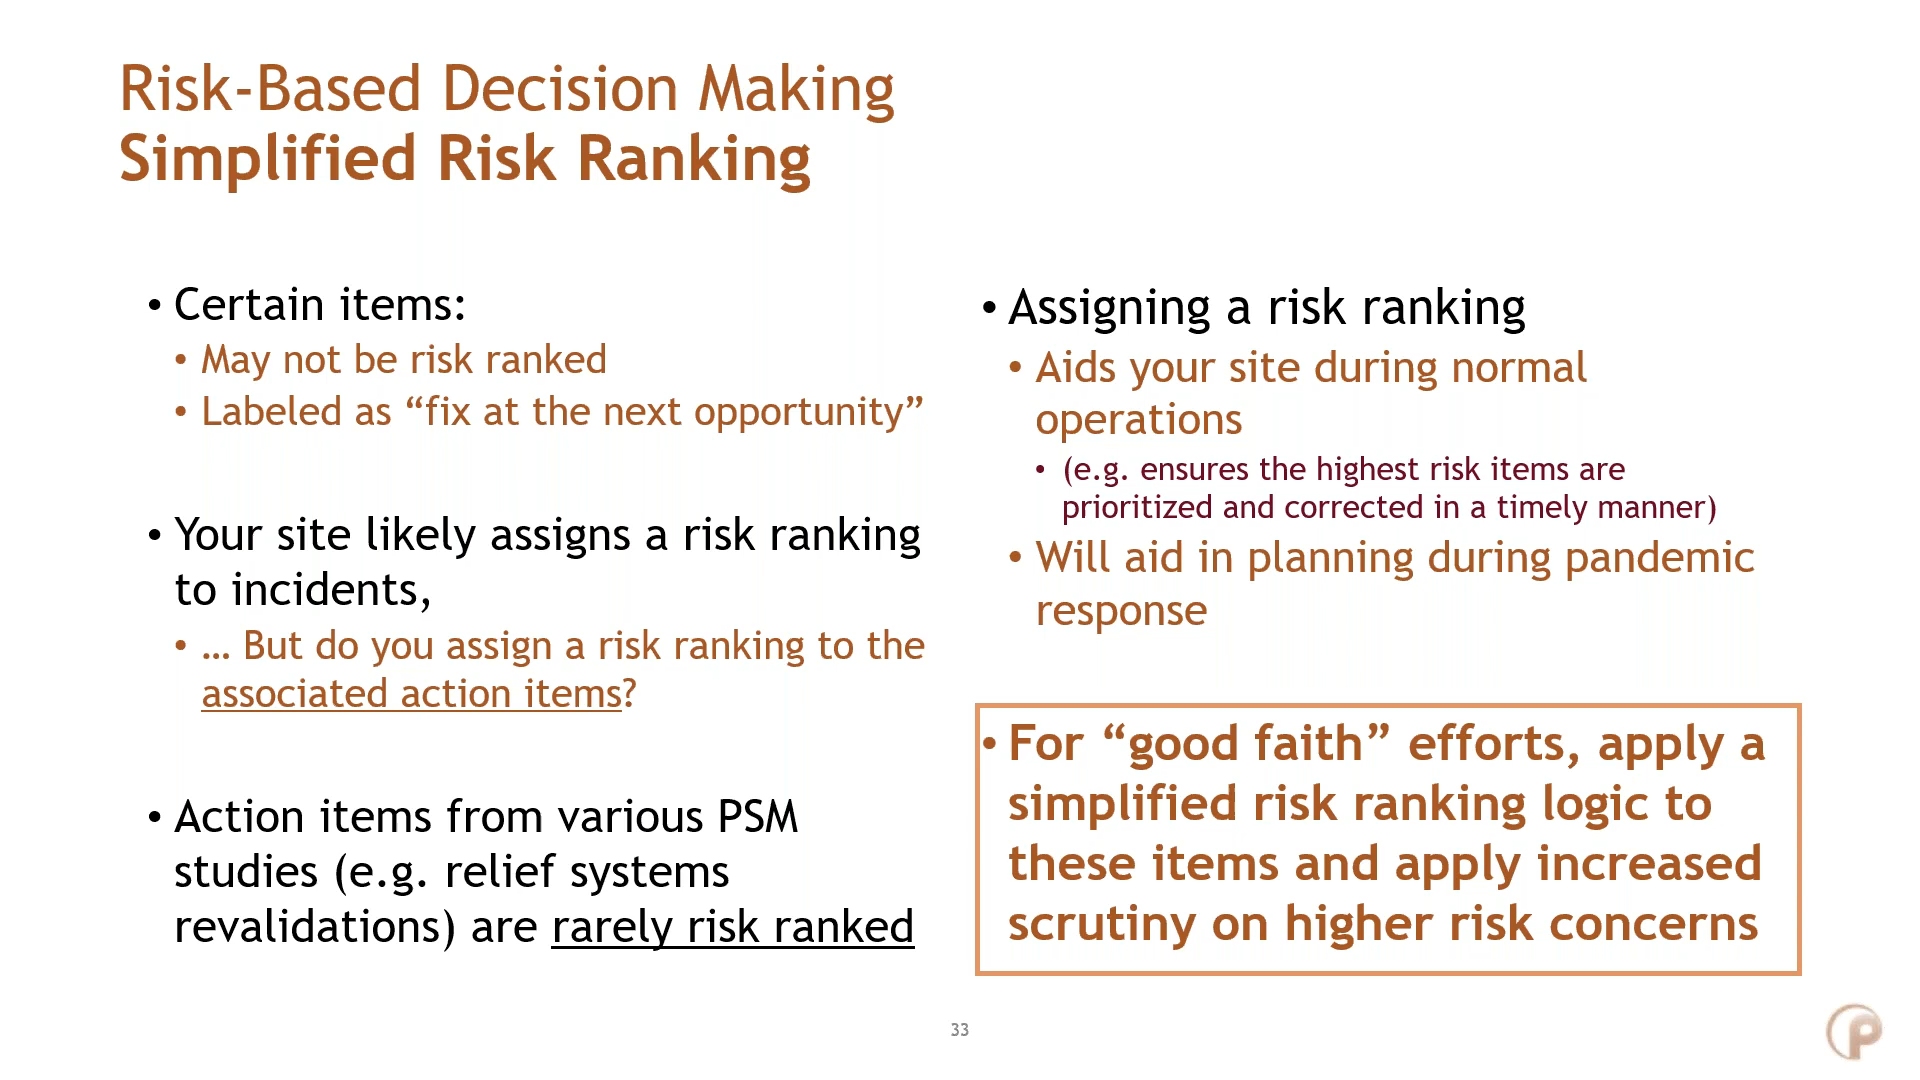 Risk-Based Decision Making
Simplified Risk Ranking
• Certain items:
• May not be risk ranked
• Labeled as “fix at the next opportunity”
• Your site likely assigns a risk ranking
to incidents,
• … But do you assign a risk ranking to the
associated action items?
• Action items from various PSM
studies (e.g. relief systems
revalidations) are rarely risk ranked
• Assigning a risk ranking
• Aids your site during normal
operations
• (e.g. ensures the highest risk items are
prioritized and corrected in a timely manner)
• Will aid in planning during pandemic
response
• For “good faith” efforts, apply a
simplified risk ranking logic to
these items and apply increased
scrutiny on higher risk concerns
33
P